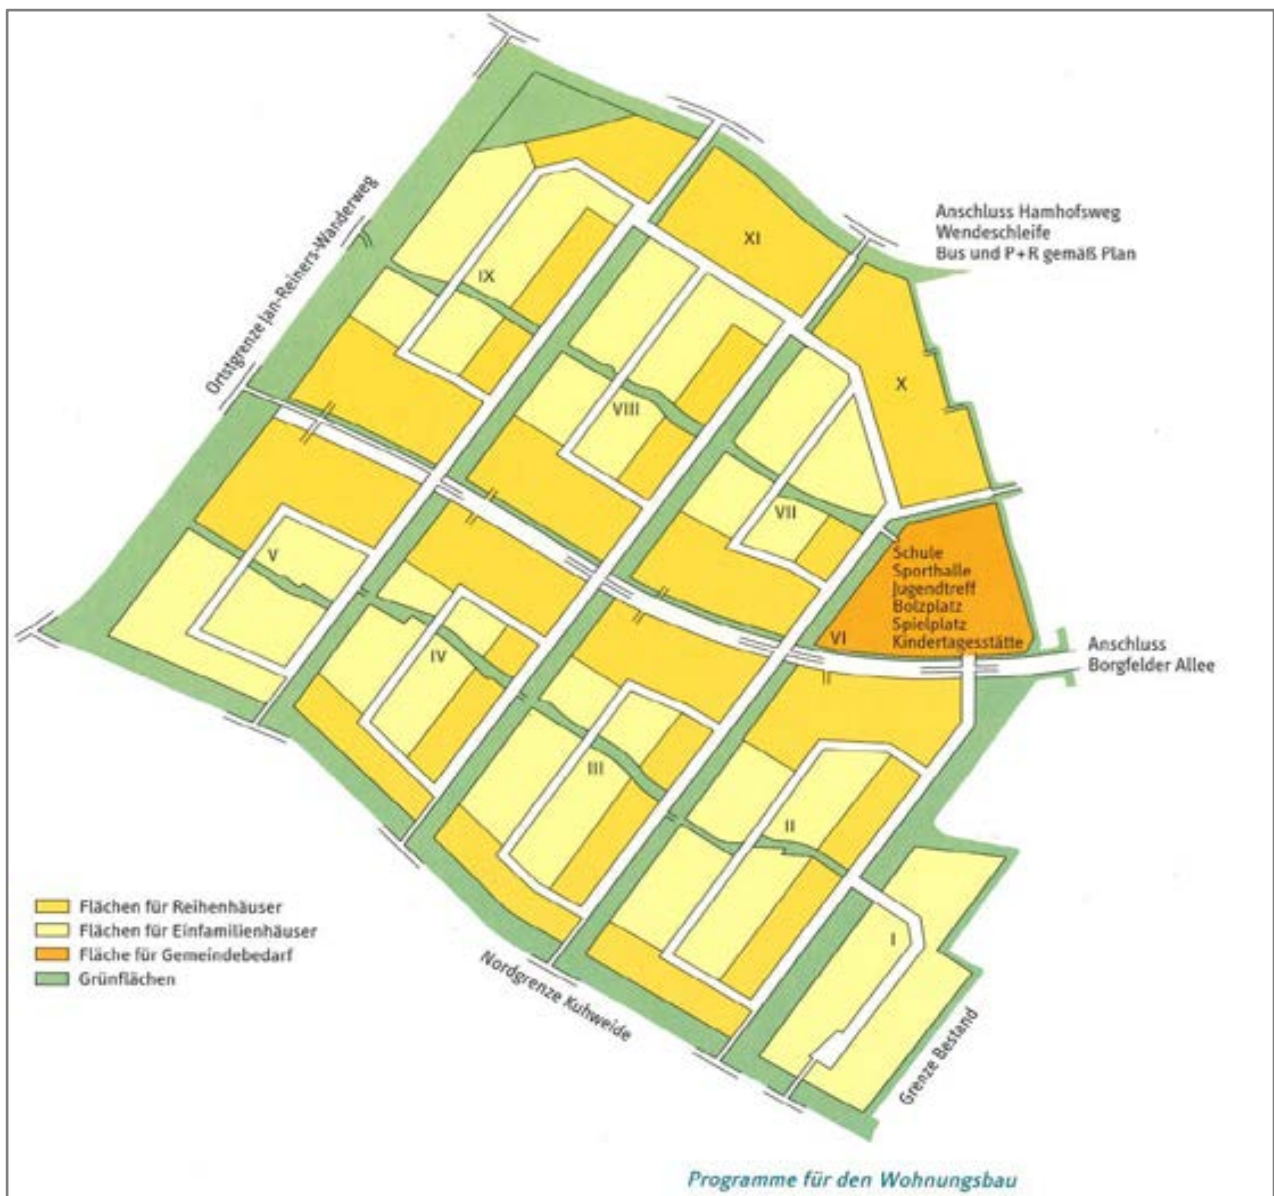 Anschluss Hamhofsweg
Wendeschleife
Bus und P+R gemäß Plan
Ortstgrenze Jan-Reiners-Wanderweg
XI
IX
X
VIII
VII
V
Schule
Sporthalle
Jugendtreff
Bolzplatz
Spielplatz
Kindertagesstätte
VI
IV
Anschluss
Borgfelder Allee
III
II
I
Flächen für Reihenhäuser
Flächen für Einfamilienhäuser
Fläche für Gemeindebedarf
Grünflächen
Nordgrenze Kuhweide
Grenze Bestand
Programme für den Wohnungsbau